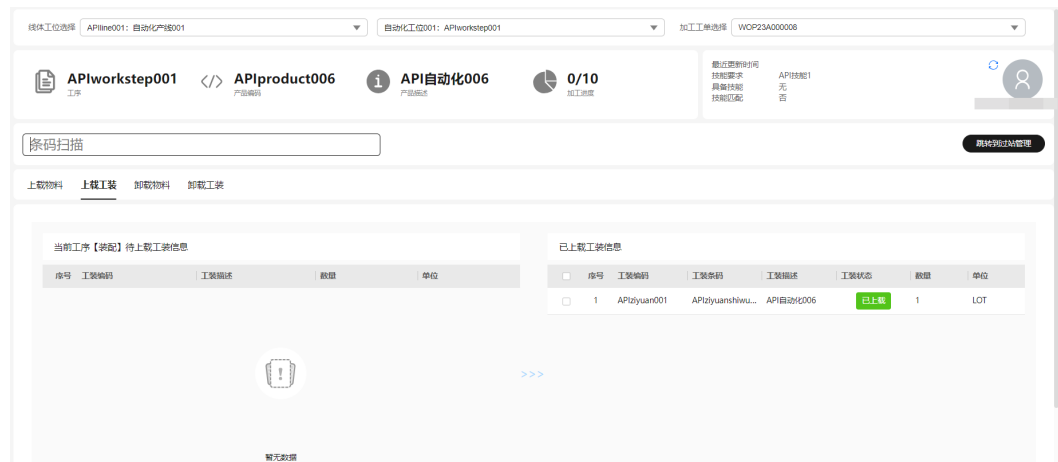 线体工位选择 APIline001：自动化产线001 自动化工位001：APIworkstep001 加工工单选择 WOP23A000008
APIworkstep001 </> APIproduct006 API自动化006 0/10
工序 产品编码 产品描述 加工进度
最近更新时间
技能要求 API技能1
具备技能 无
技能匹配 否
条码扫描 跳转到过站管理
上载物料 上载工装 卸载物料 卸载工装
当前工序【装配】待上载工装信息 已上载工装信息
序号 工装编码 工装描述 数量 单位 序号 工装编码 工装条码 工装描述 工装状态 数量 单位
1 APIziyuan001 APIziyuanshiwu... API自动化006 已上载 1 LOT
>>>
暂无数据